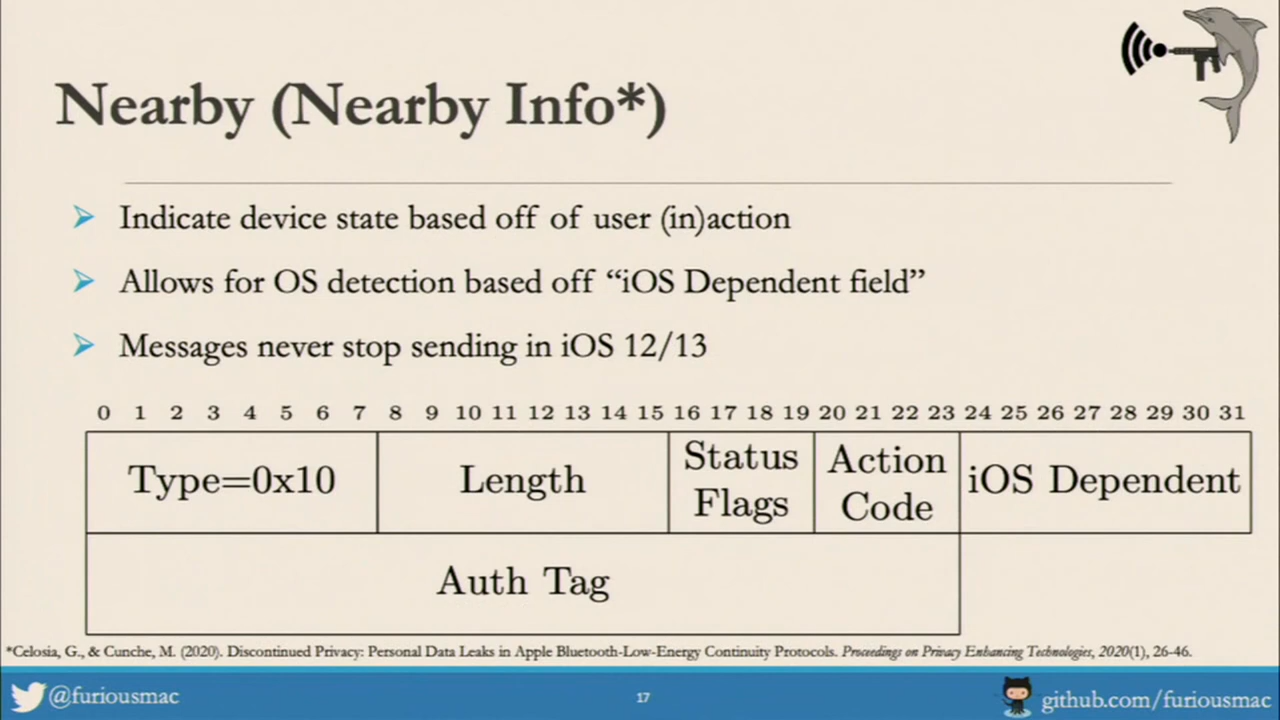 Nearby (Nearby Info*)
Indicate device state based off of user (in)action
Allows for OS detection based off “iOS Dependent field”
Messages never stop sending in iOS 12/13
0 1 2 3 4 5 6 7 8 9 10 11 12 13 14 15 16 17 18 19 20 21 22 23 24 25 26 27 28 29 30 31
Type=0x10
Length
Status
Flags
Action
Code
iOS Dependent
Auth Tag
*Celosia, G., & Cunche, M. (2020). Discontinued Privacy: Personal Data Leaks in Apple Bluetooth-Low-Energy Continuity Protocols. Proceedings on Privacy Enhancing Technologies, 2020(1), 26-46.
@furiousmac
17
github.com/furiousmac